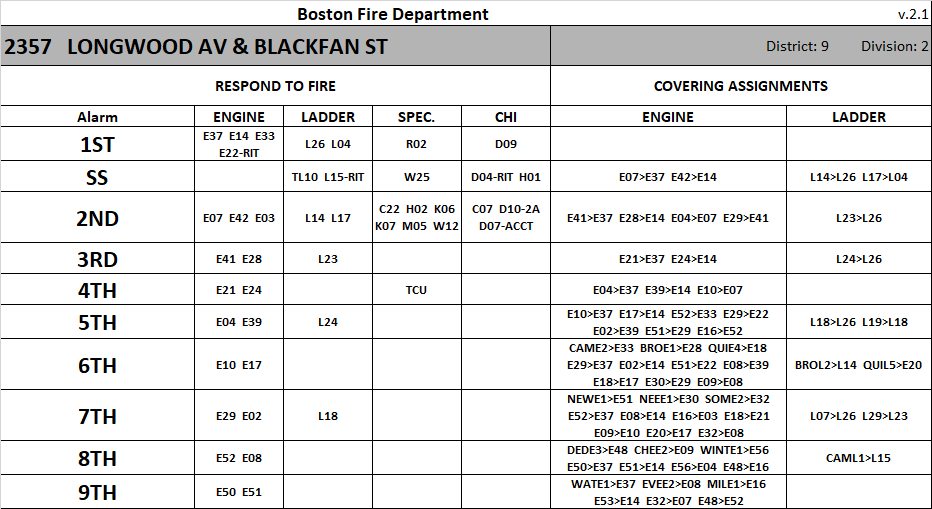 Boston Fire Department v.2.1
2357 LONGWOOD AV & BLACKFAN ST District: 9 Division: 2
RESPOND TO FIRE COVERING ASSIGNMENTS
Alarm ENGINE LADDER SPEC. CHI ENGINE LADDER
1ST E37 E14 E33 E22-RIT L26 L04 R02 D09
SS TL10 L15-RIT W25 D04-RIT H01 E07>E37 E42>E14 L14>L26 L17>L04
2ND E07 E42 E03 L14 L17 C22 H02 K06 K07 M05 W12 C07 D10-2A D07-ACCT E41>E37 E28>E14 E04>E07 E29>E41 L23>L26
3RD E41 E28 L23 E21>E37 E24>E14 L24>L26
4TH E21 E24 TCU E04>E37 E39>E14 E10>E07
5TH E04 E39 L24 E10>E37 E17>E14 E52>E33 E29>E22 E02>E39 E51>E29 E16>E52 L18>L26 L19>L18
6TH E10 E17 CAME2>E33 BROE1>E28 QUIE4>E18 E29>E37 E02>E14 E51>E22 E08>E39 E18>E17 E30>E29 E09>E08 BROL2>L14 QUIL5>E20
7TH E29 E02 L18 NEWE1>E51 NEEE1>E30 SOME2>E32 E52>E37 E08>E14 E16>E03 E18>E21 E09>E10 E20>E17 E32>E08 L07>L26 L29>L23
8TH E52 E08 DEDE3>E48 CHEE2>E09 WINTE1>E56 E50>E37 E51>E14 E56>E04 E48>E16 CAML1>L15
9TH E50 E51 WATE1>E37 EVEE2>E08 MILE1>E16 E53>E14 E32>E07 E48>E52